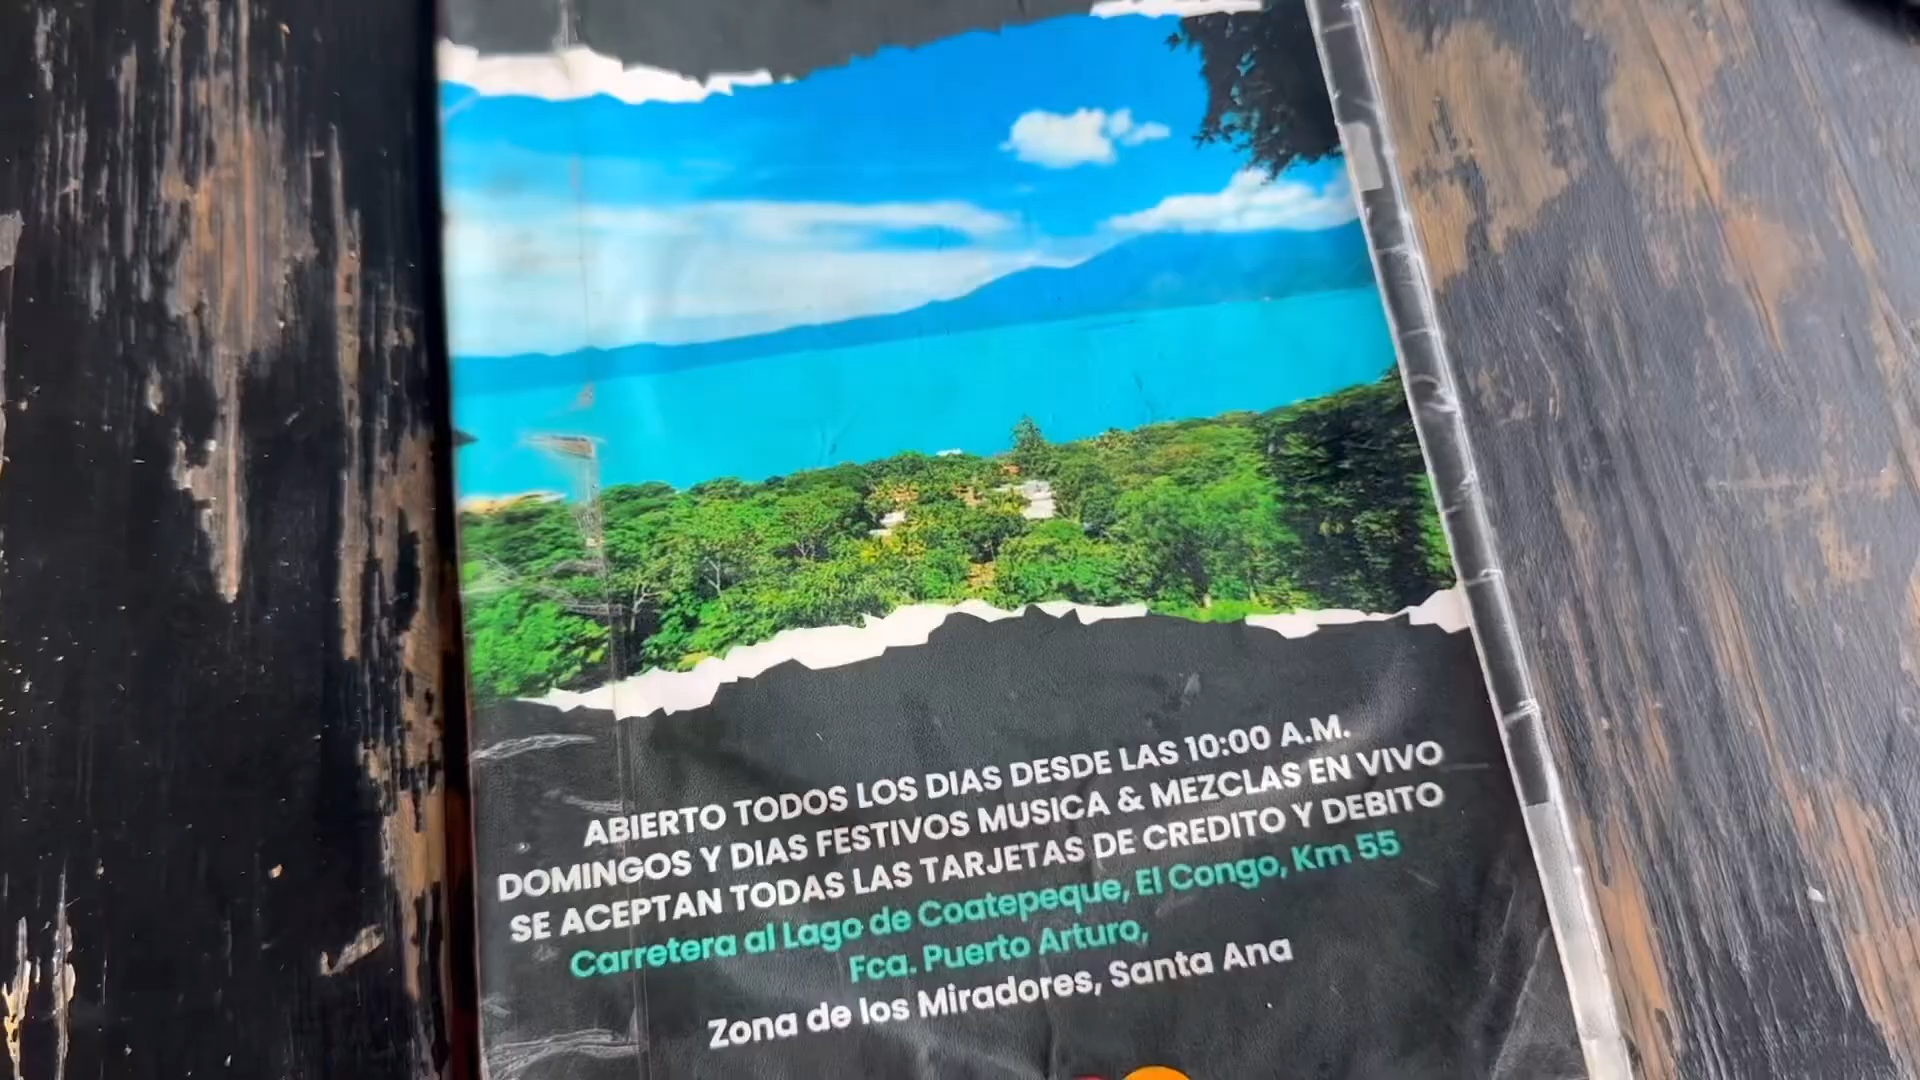 ABIERTO TODOS LOS DIAS DESDE LAS 10:00 A.M.
DOMINGOS Y DIAS FESTIVOS MUSICA & MEZCLAS EN VIVO
SE ACEPTAN TODAS LAS TARJETAS DE CREDITO Y DEBITO
Carretera al Lago de Coatepeque, El Congo, Km 55
Fca. Puerto Arturo,
Zona de los Miradores, Santa Ana